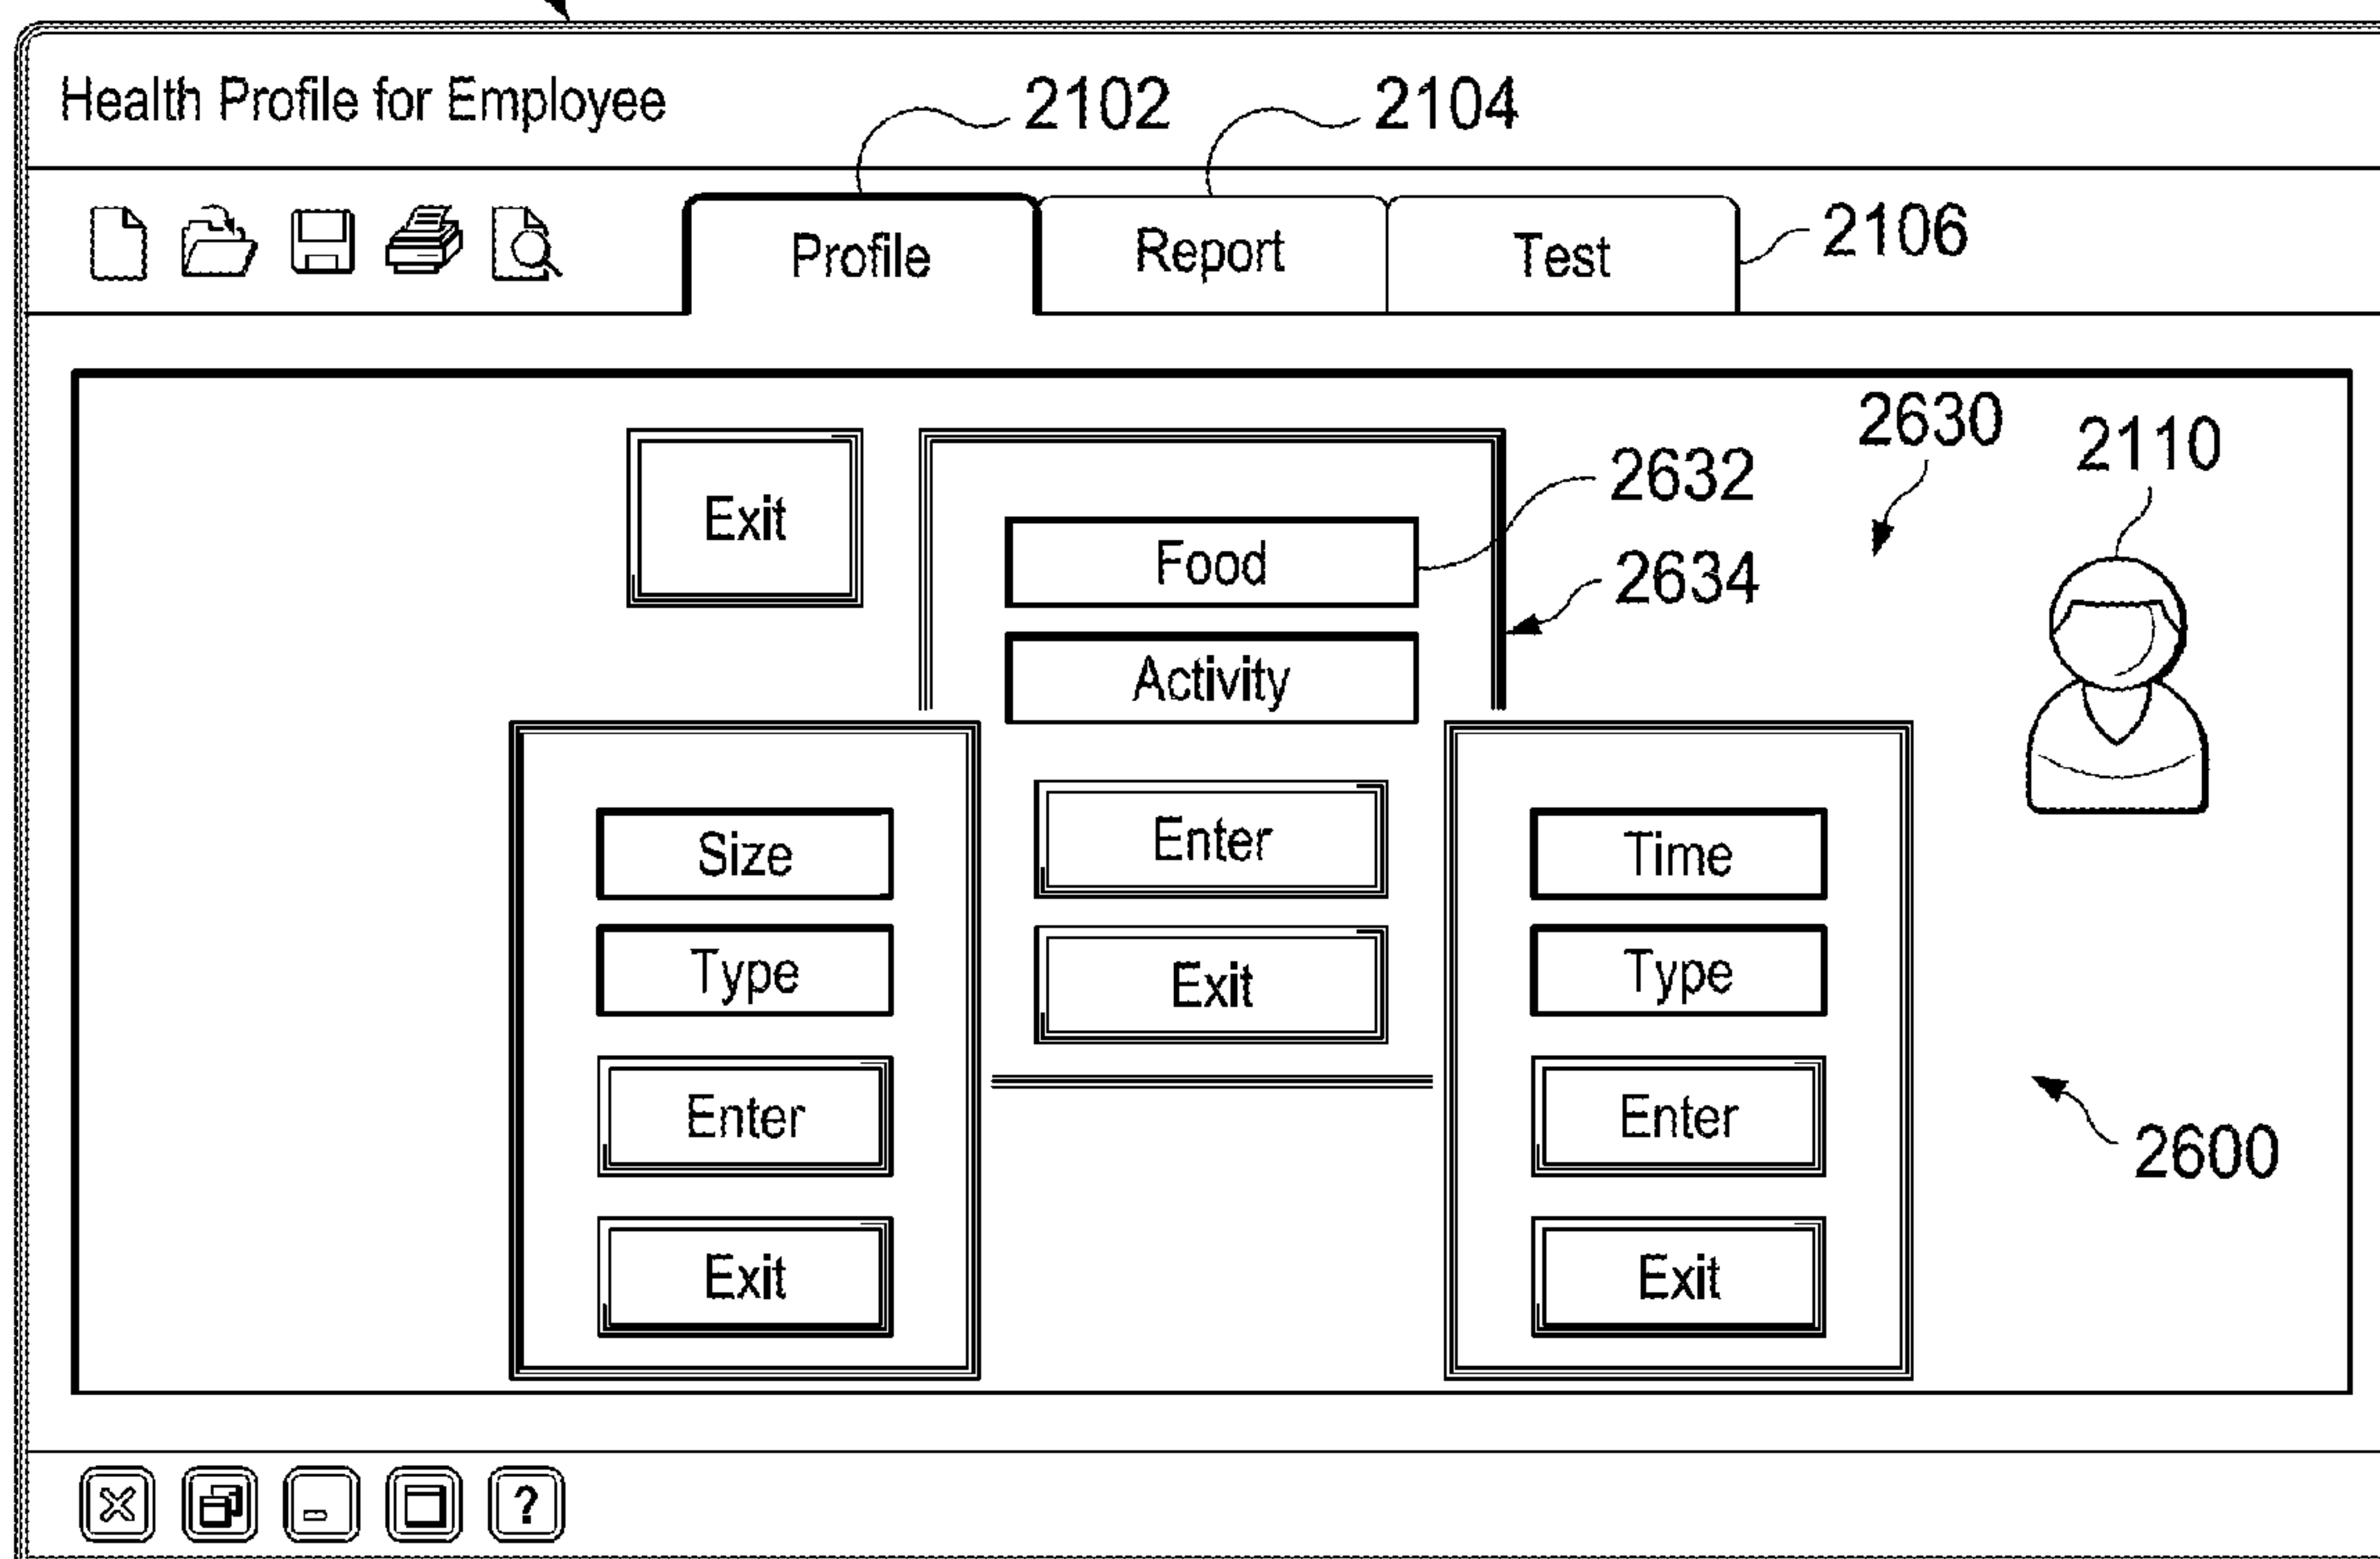 Health Profile for Employee
2102
2104
Profile
Report
Test
2106
Exit
2630
2110
2632
Food
2634
Activity
Size
Type
Enter
Exit
Enter
Exit
Time
Type
Enter
Exit
2600
?